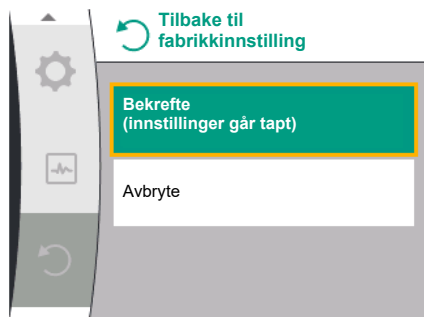 Tilbake til
fabrikkinnstilling
Bekrefte
(innstillinger går tapt)
Avbryte